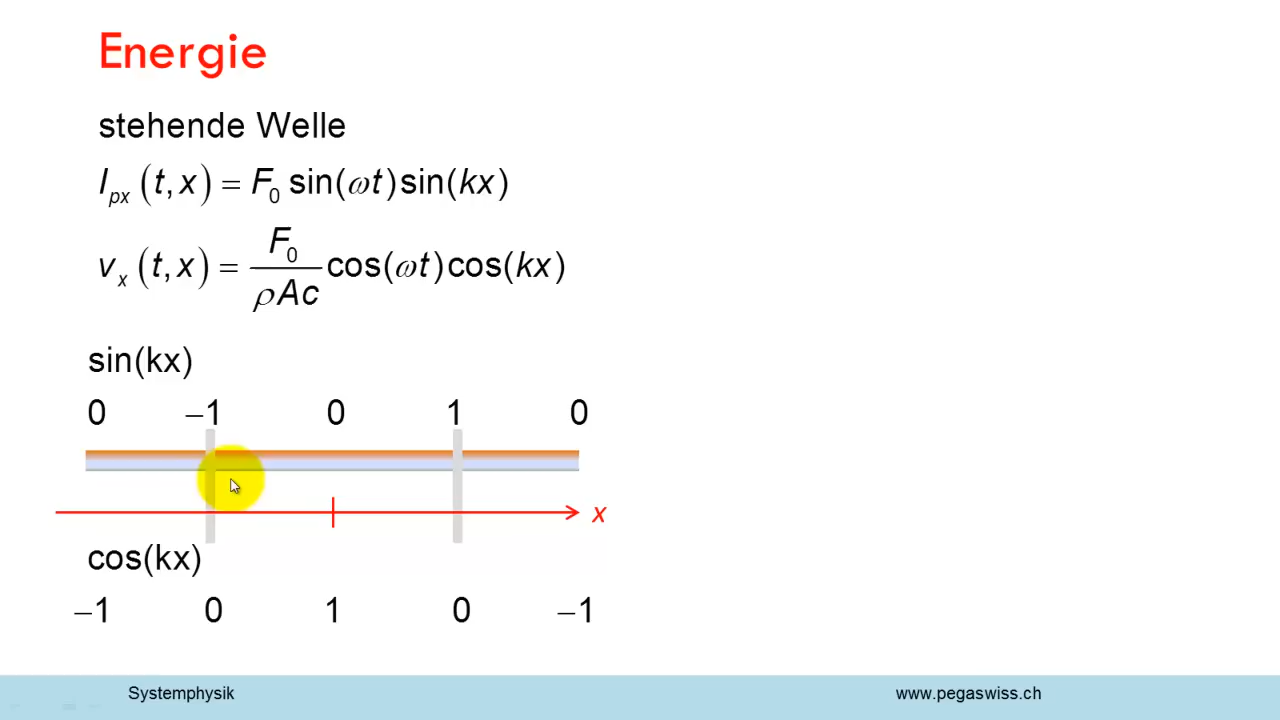 Energie
stehende Welle
I_px (t, x) = F_0 sin(ωt) sin(kx)
v_x (t, x) = F_0 / ρAc cos(ωt) cos(kx)
sin(kx)
0 –1 0 1 0
x
cos(kx)
–1 0 1 0 –1
Systemphysik www.pegaswiss.ch